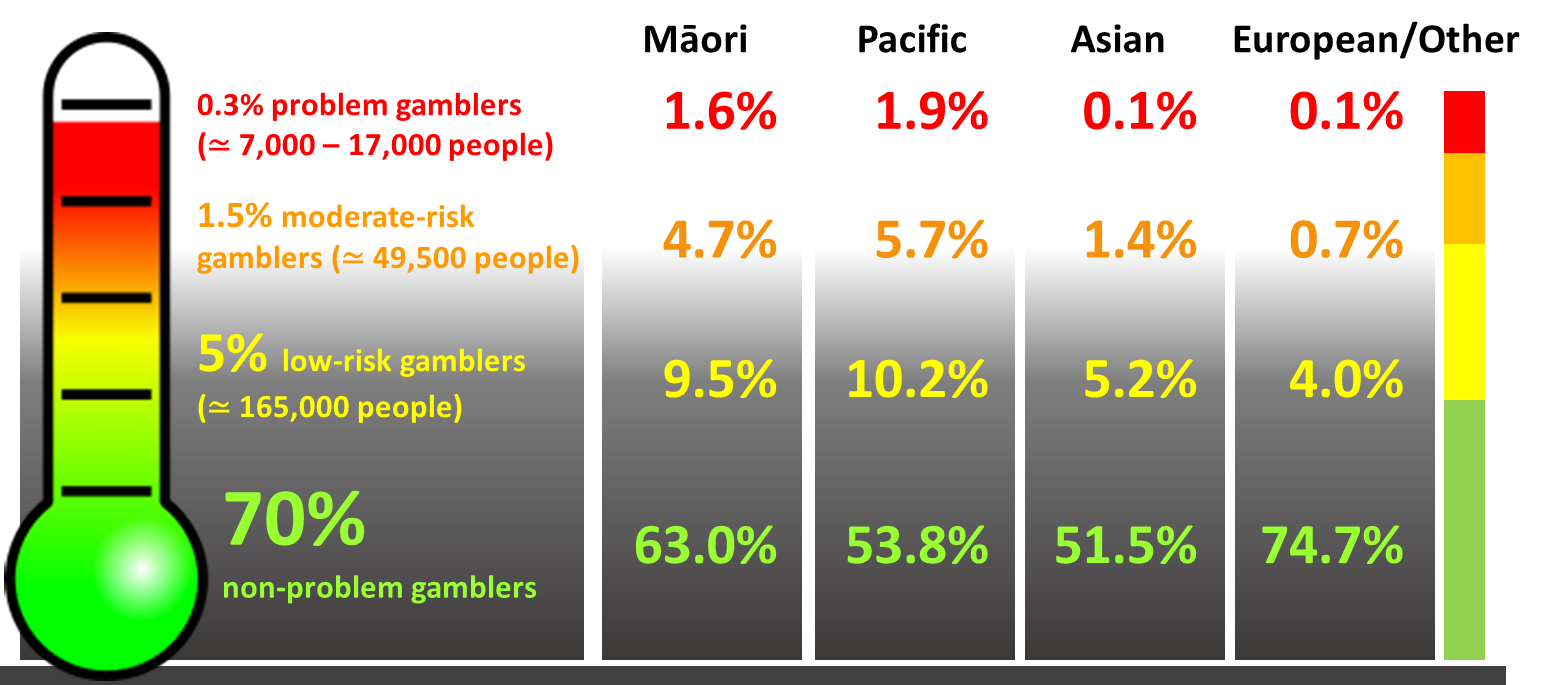 Māori Pacific Asian European/Other
0.3% problem gamblers
(≃ 7,000 – 17,000 people)
1.6% 1.9% 0.1% 0.1%
1.5% moderate-risk
gamblers (≃ 49,500 people)
4.7% 5.7% 1.4% 0.7%
5% low-risk gamblers
(≃ 165,000 people)
9.5% 10.2% 5.2% 4.0%
70%
non-problem gamblers
63.0% 53.8% 51.5% 74.7%